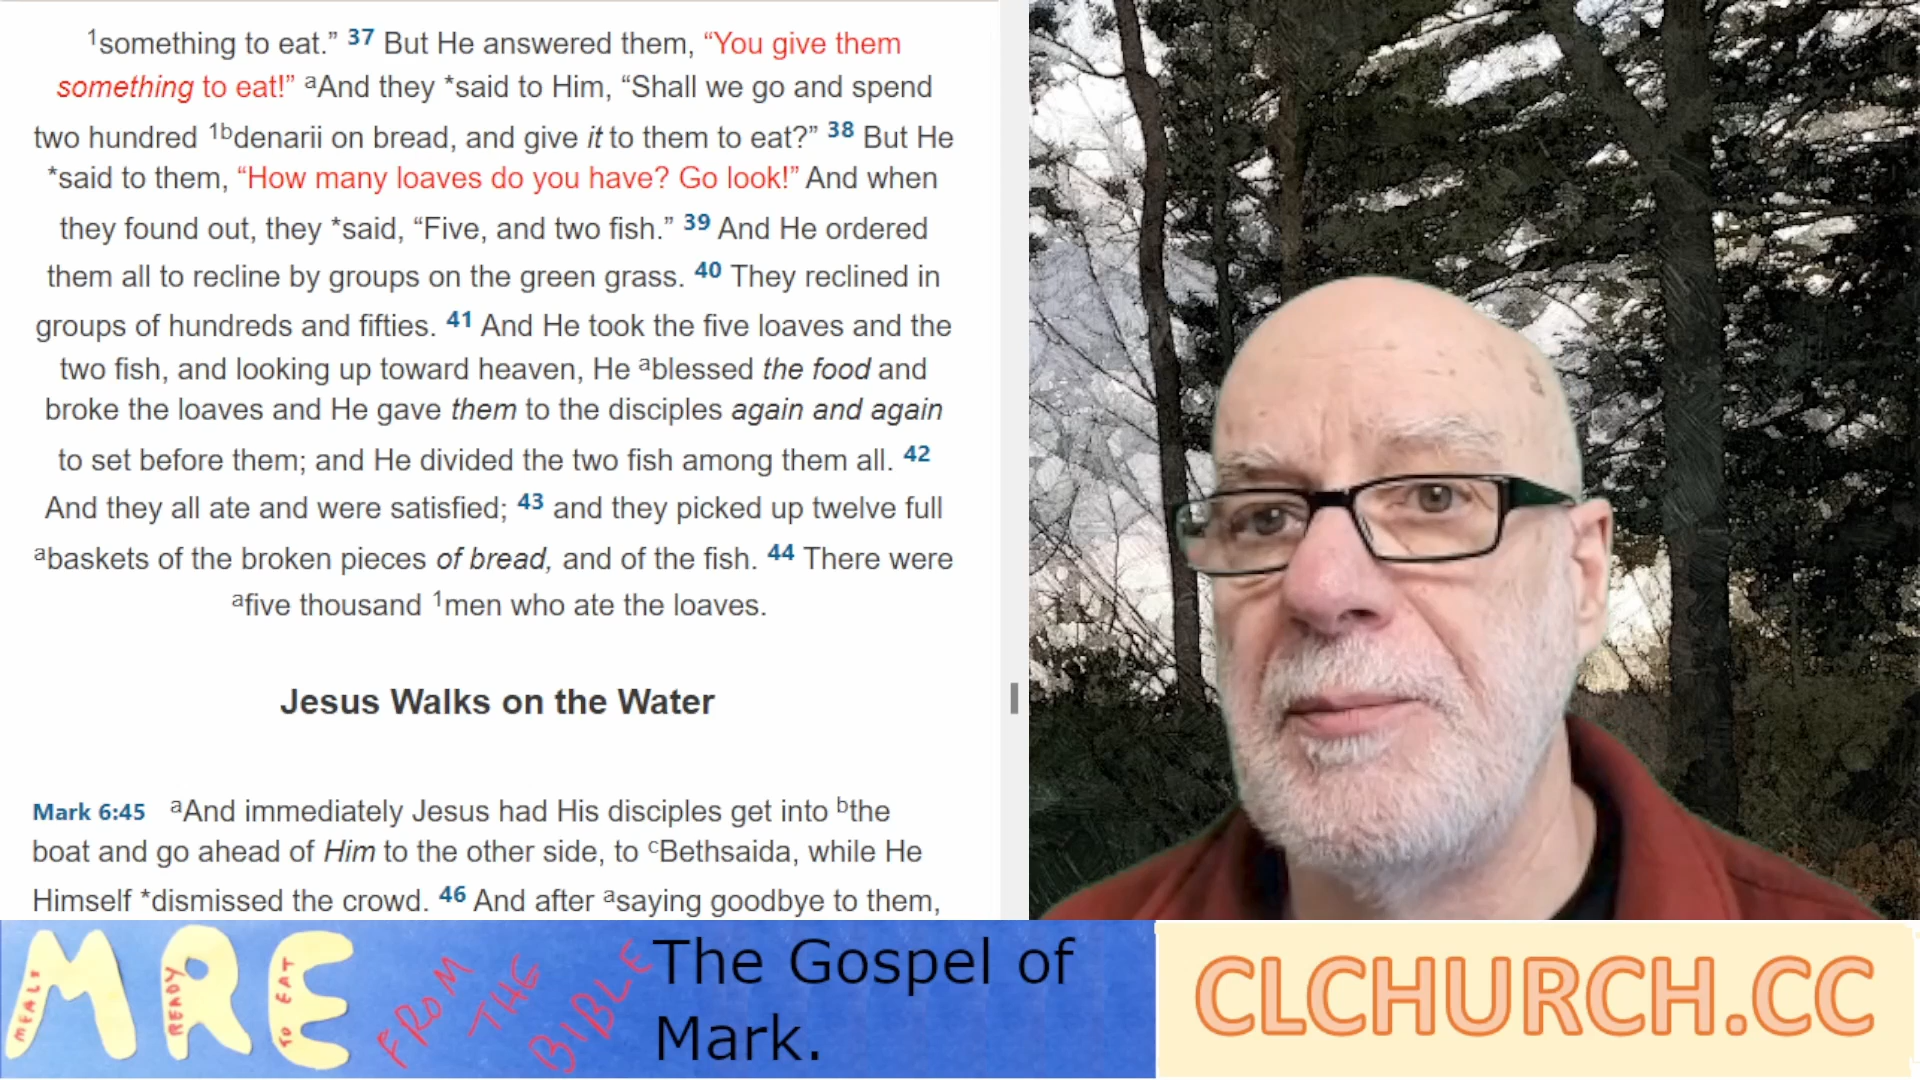 1something to eat.” 37 But He answered them, “You give them
something to eat!” aAnd they *said to Him, “Shall we go and spend
two hundred 1bdenarii on bread, and give it to them to eat?” 38 But He
*said to them, “How many loaves do you have? Go look!” And when
they found out, they *said, “Five, and two fish.” 39 And He ordered
them all to recline by groups on the green grass. 40 They reclined in
groups of hundreds and fifties. 41 And He took the five loaves and the
two fish, and looking up toward heaven, He ablessed the food and
broke the loaves and He gave them to the disciples again and again
to set before them; and He divided the two fish among them all. 42
And they all ate and were satisfied; 43 and they picked up twelve full
abaskets of the broken pieces of bread, and of the fish. 44 There were
afive thousand 1men who ate the loaves.
Jesus Walks on the Water
Mark 6:45 aAnd immediately Jesus had His disciples get into bthe
boat and go ahead of Him to the other side, to cBethsaida, while He
Himself *dismissed the crowd. 46 And after asaying goodbye to them,
MRE
MEALS
READY
TO EAT
FROM
THE
BIBLE
The Gospel of
Mark.
CLCHURCH.CC